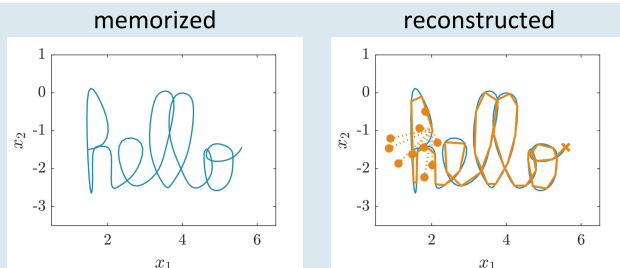 memorized
reconstructed
1
0
-1
-2
-3
x₂
hello
2
4
6
x₁
1
0
-1
-2
-3
x₂
hello
2
4
6
x₁